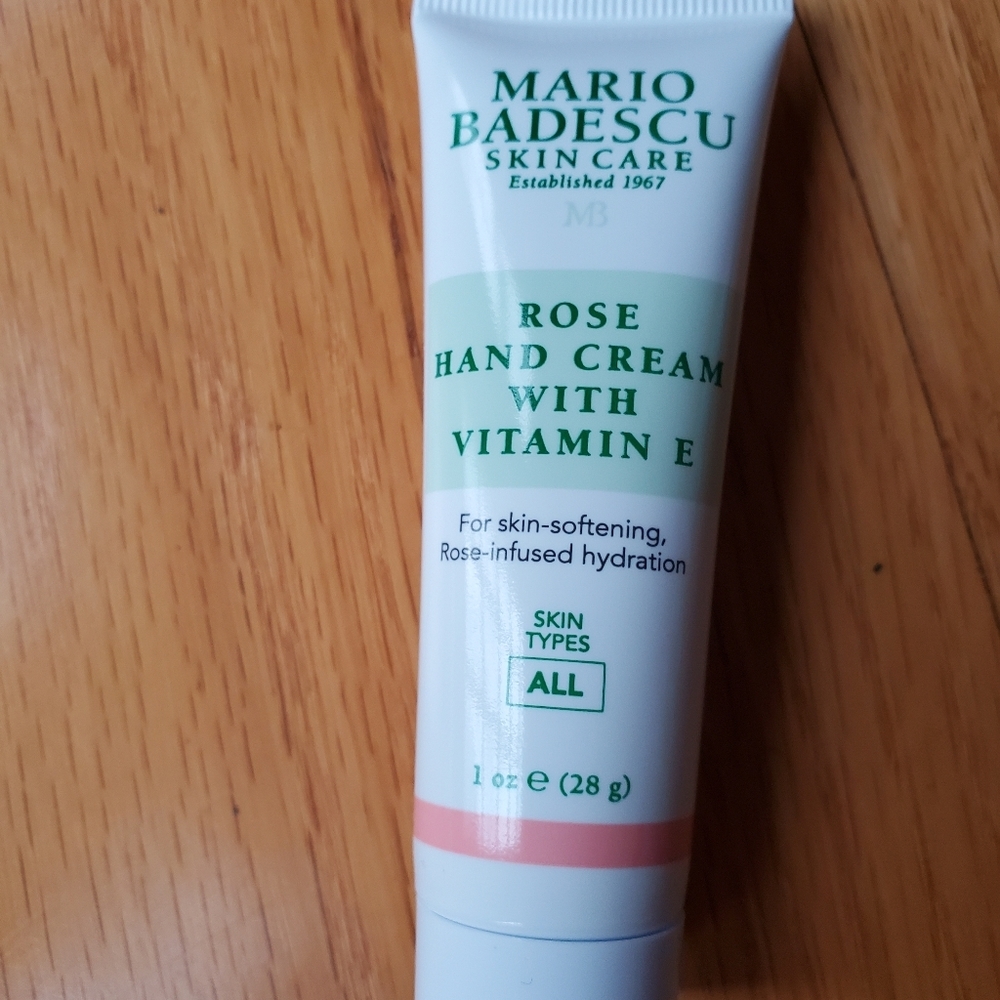 MARIO
BADESCU
SKIN CARE
Established 1967
MB
ROSE
HAND CREAM
WITH
VITAMIN E
For skin-softening,
Rose-infused hydration
SKIN
TYPES
ALL
1 oz ℮ (28 g)